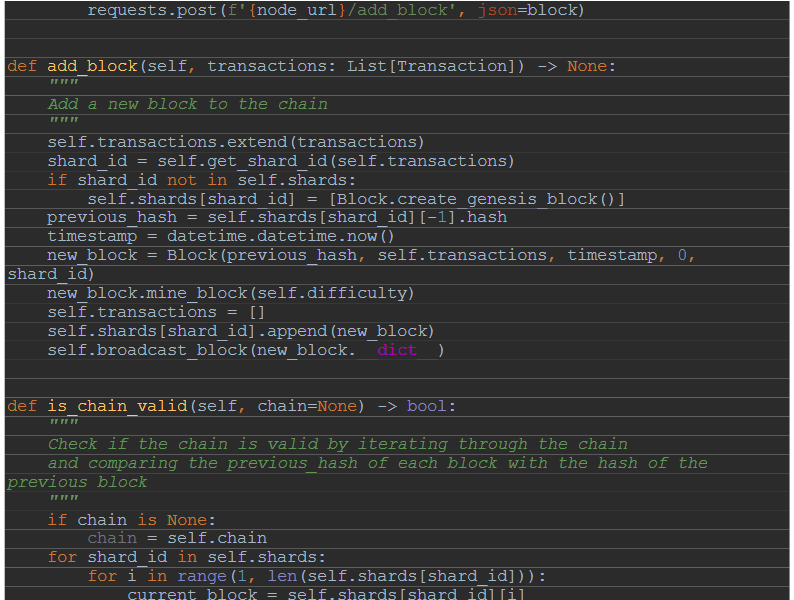 requests.post(f'{node_url}/add_block', json=block)
def add_block(self, transactions: List[Transaction]) -> None:
    """
    Add a new block to the chain
    """
    self.transactions.extend(transactions)
    shard_id = self.get_shard_id(self.transactions)
    if shard_id not in self.shards:
        self.shards[shard_id] = [Block.create_genesis_block()]
    previous_hash = self.shards[shard_id][-1].hash
    timestamp = datetime.datetime.now()
    new_block = Block(previous_hash, self.transactions, timestamp, 0,
shard_id)
    new_block.mine_block(self.difficulty)
    self.transactions = []
    self.shards[shard_id].append(new_block)
    self.broadcast_block(new_block.__dict__)
def is_chain_valid(self, chain=None) -> bool:
    """
    Check if the chain is valid by iterating through the chain
    and comparing the previous_hash of each block with the hash of the
previous block
    """
    if chain is None:
        chain = self.chain
    for shard_id in self.shards:
        for i in range(1, len(self.shards[shard_id])):
            current_block = self.shards[shard_id][i]